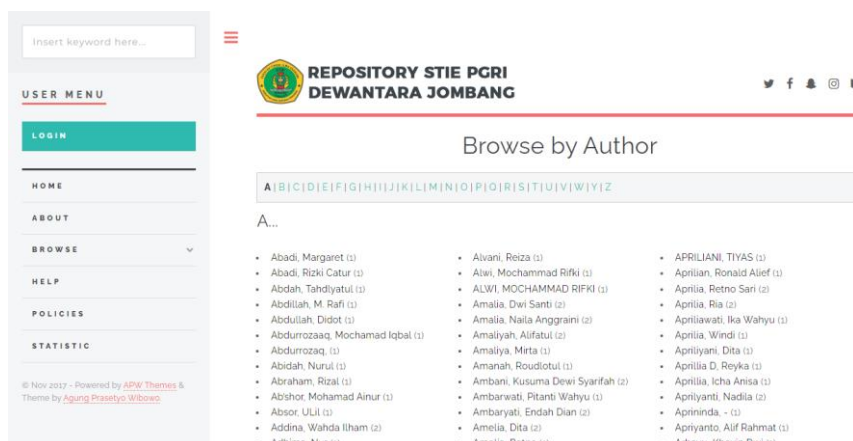 Insert keyword here...
USER MENU
LOGIN
HOME
ABOUT
BROWSE
HELP
POLICIES
STATISTIC
© Nov 2017 - Powered by APW Themes &
Theme by Agung Prasetyo Wibowo.
REPOSITORY STIE PGRI
DEWANTARA JOMBANG
Browse by Author
A | B | C | D | E | F | G | H | I | J | K | L | M | N | O | P | Q | R | S | T | U | V | W | Y | Z
A...
Abadi, Margaret (1)
Abadi, Rizki Catur (1)
Abdah, Tahdlyatul (1)
Abdillah, M. Rafi (1)
Abdullah, Didot (1)
Abdurrozaaq, Mochamad Iqbal (1)
Abdurrozaq, (1)
Abidah, Nurul (1)
Abraham, Rizal (1)
Ab'shor, Mohamad Ainur (1)
Absor, ULil (1)
Addina, Wahda Ilham (2)
Alvani, Reiza (1)
Alwi, Mochammad Rifki (1)
ALWI, MOCHAMMAD RIFKI (1)
Amalia, Dwi Santi (2)
Amalia, Naila Anggraini (2)
Amaliyah, Alifatul (2)
Amaliya, Mirta (1)
Amanah, Roudlotul (1)
Ambani, Kusuma Dewi Syarifah (2)
Ambarwati, Pitanti Wahyu (1)
Ambaryati, Endah Dian (2)
Amelia, Dita (2)
APRILIANI, TIYAS (1)
Aprilian, Ronald Alief (1)
Aprilia, Retno Sari (2)
Aprilia, Ria (2)
Apriliawati, Ika Wahyu (1)
Aprilia, Windi (1)
Apriliyani, Dita (1)
Aprillia D, Reyka (1)
Aprillia, Icha Anisa (1)
Aprilyanti, Nadila (2)
Aprininda, - (1)
Apriyanto, Alif Rahmat (1)